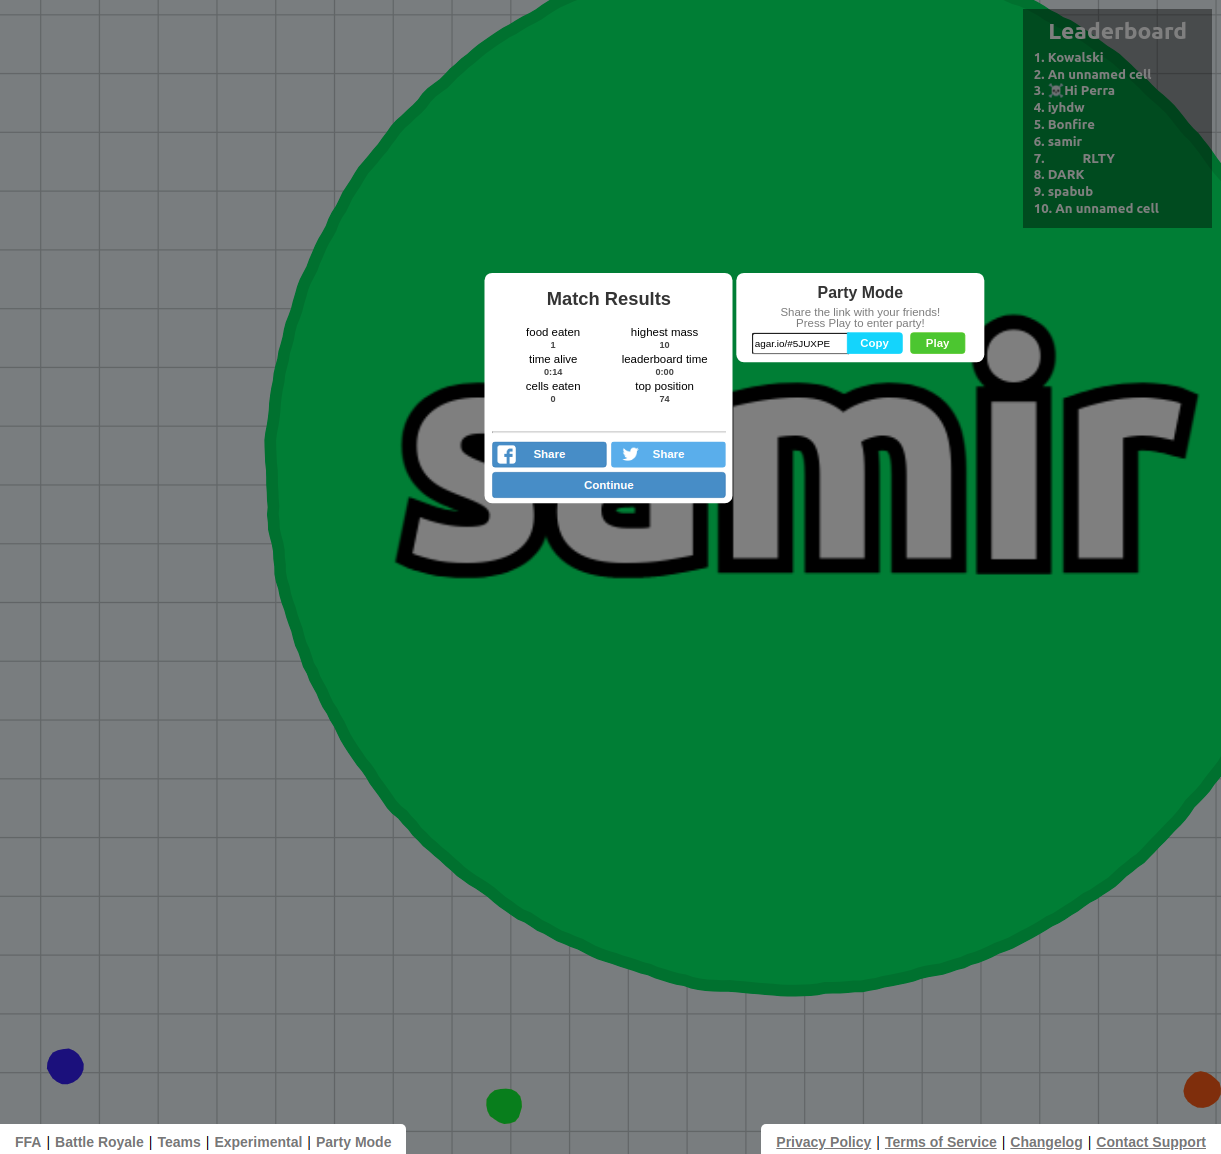 Leaderboard
1. Kowalski
2. An unnamed cell
3. ☠Hi Perra
4. iyhdw
5. Bonfire
6. samir
7. RLTY
8. DARK
9. spabub
10. An unnamed cell
Match Results
food eaten
1
highest mass
10
time alive
0:14
leaderboard time
0:00
cells eaten
0
top position
74
Share
Share
Continue
Party Mode
Share the link with your friends!
Press Play to enter party!
agar.io/#5JUXPE
Copy
Play
samir
FFA | Battle Royale | Teams | Experimental | Party Mode
Privacy Policy | Terms of Service | Changelog | Contact Support